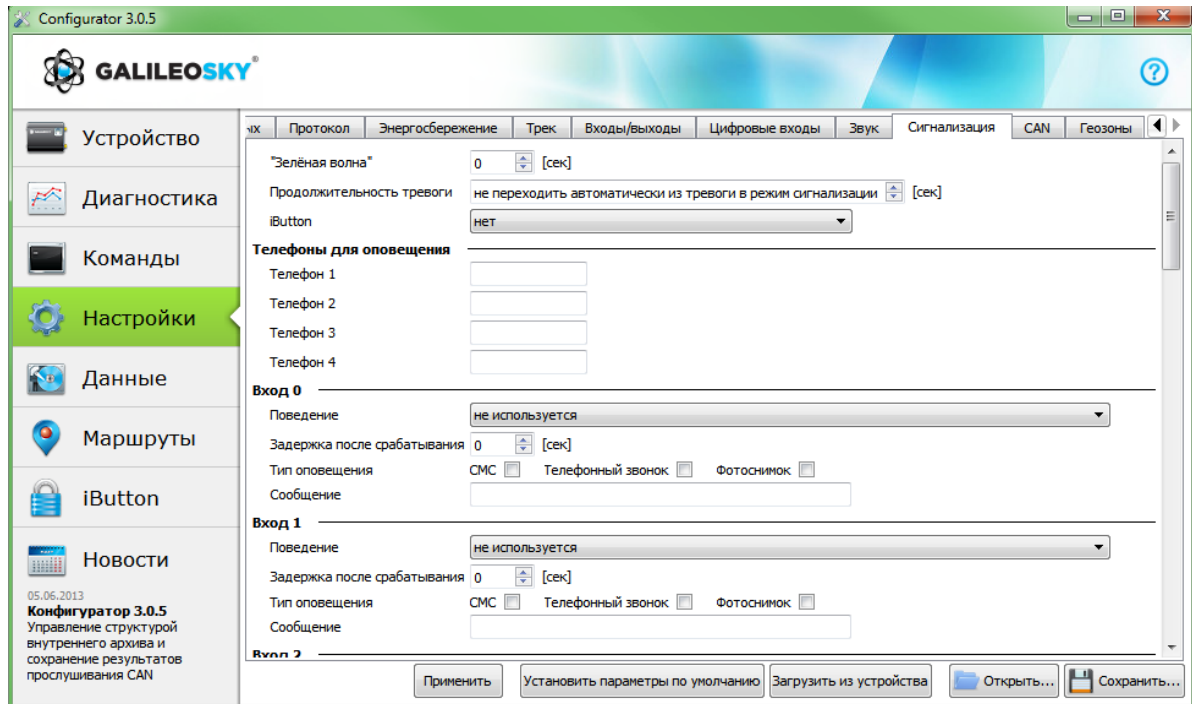 Configurator 3.0.5
GALILEOSKY®
Устройство
Диагностика
Команды
Настройки
Данные
Маршруты
iButton
Новости
05.06.2013
Конфигуратор 3.0.5
Управление структурой
внутреннего архива и
сохранение результатов
прослушивания CAN
ых Протокол Энергосбережение Трек Входы/выходы Цифровые входы Звук Сигнализация CAN Геозоны
"Зелёная волна" 0 [сек]
Продолжительность тревоги не переходить автоматически из тревоги в режим сигнализации [сек]
iButton нет
Телефоны для оповещения
Телефон 1
Телефон 2
Телефон 3
Телефон 4
Вход 0
Поведение не используется
Задержка после срабатывания 0 [сек]
Тип оповещения СМС Телефонный звонок Фотоснимок
Сообщение
Вход 1
Поведение не используется
Задержка после срабатывания 0 [сек]
Тип оповещения СМС Телефонный звонок Фотоснимок
Сообщение
Вход 2
Применить Установить параметры по умолчанию Загрузить из устройства Открыть... Сохранить...